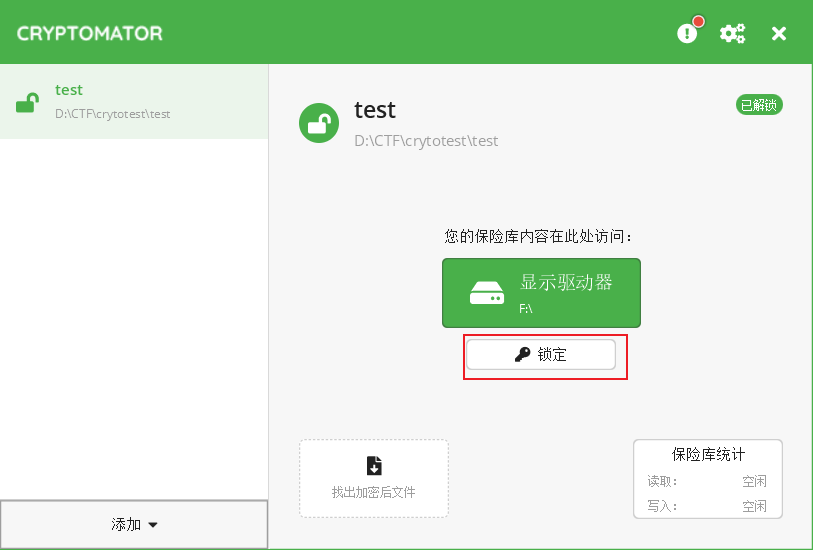 CRYPTOMATOR
test
D:\CTF\crytotest\test
test
已解锁
D:\CTF\crytotest\test
您的保险库内容在此处访问：
显示驱动器
F:\
锁定
找出加密后文件
保险库统计
读取： 空闲
写入： 空闲
添加